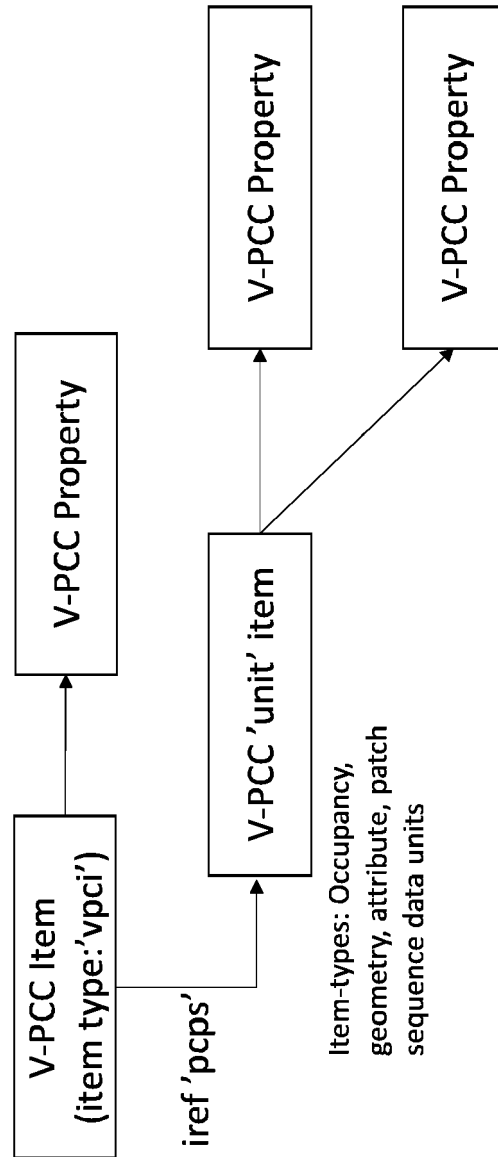 V-PCC Item
(item type:’vpci’)
V-PCC Property
iref ’pcps’
V-PCC ’unit’ item
V-PCC Property
Item-types: Occupancy,
geometry, attribute, patch
sequence data units
V-PCC Property